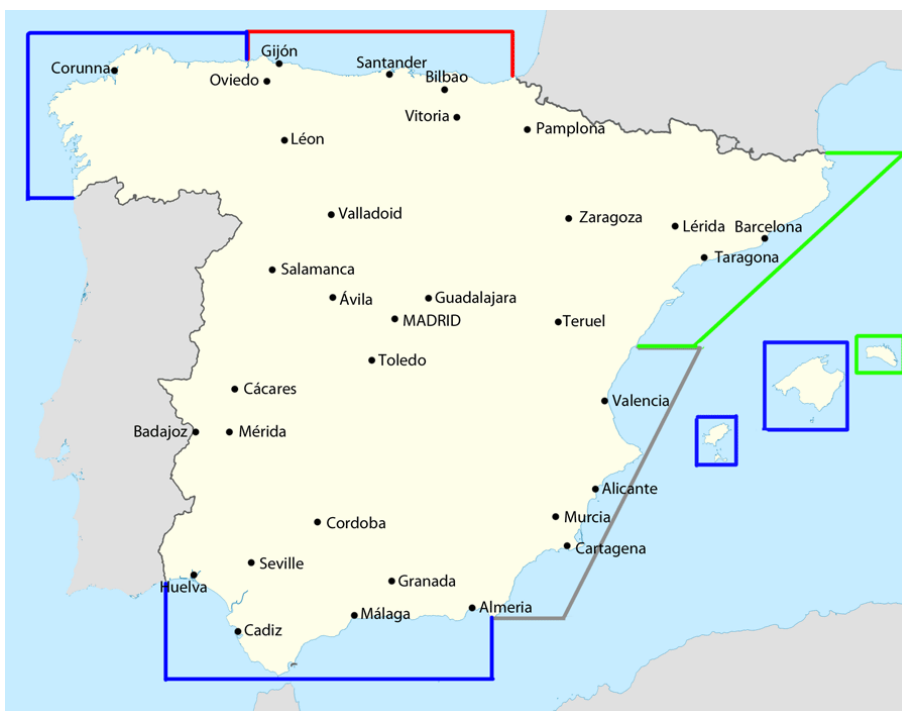 Gijón
Corunna
Santander
Oviedo
Bilbao
Vitoria
Pamplona
Léon
Valladoid
Zaragoza
Lérida
Barcelona
Taragona
Salamanca
Ávila
Guadalajara
MADRID
Teruel
Toledo
Cácares
Valencia
Badajoz
Mérida
Alicante
Cordoba
Murcia
Cartagena
Seville
Huelva
Granada
Almeria
Málaga
Cadiz